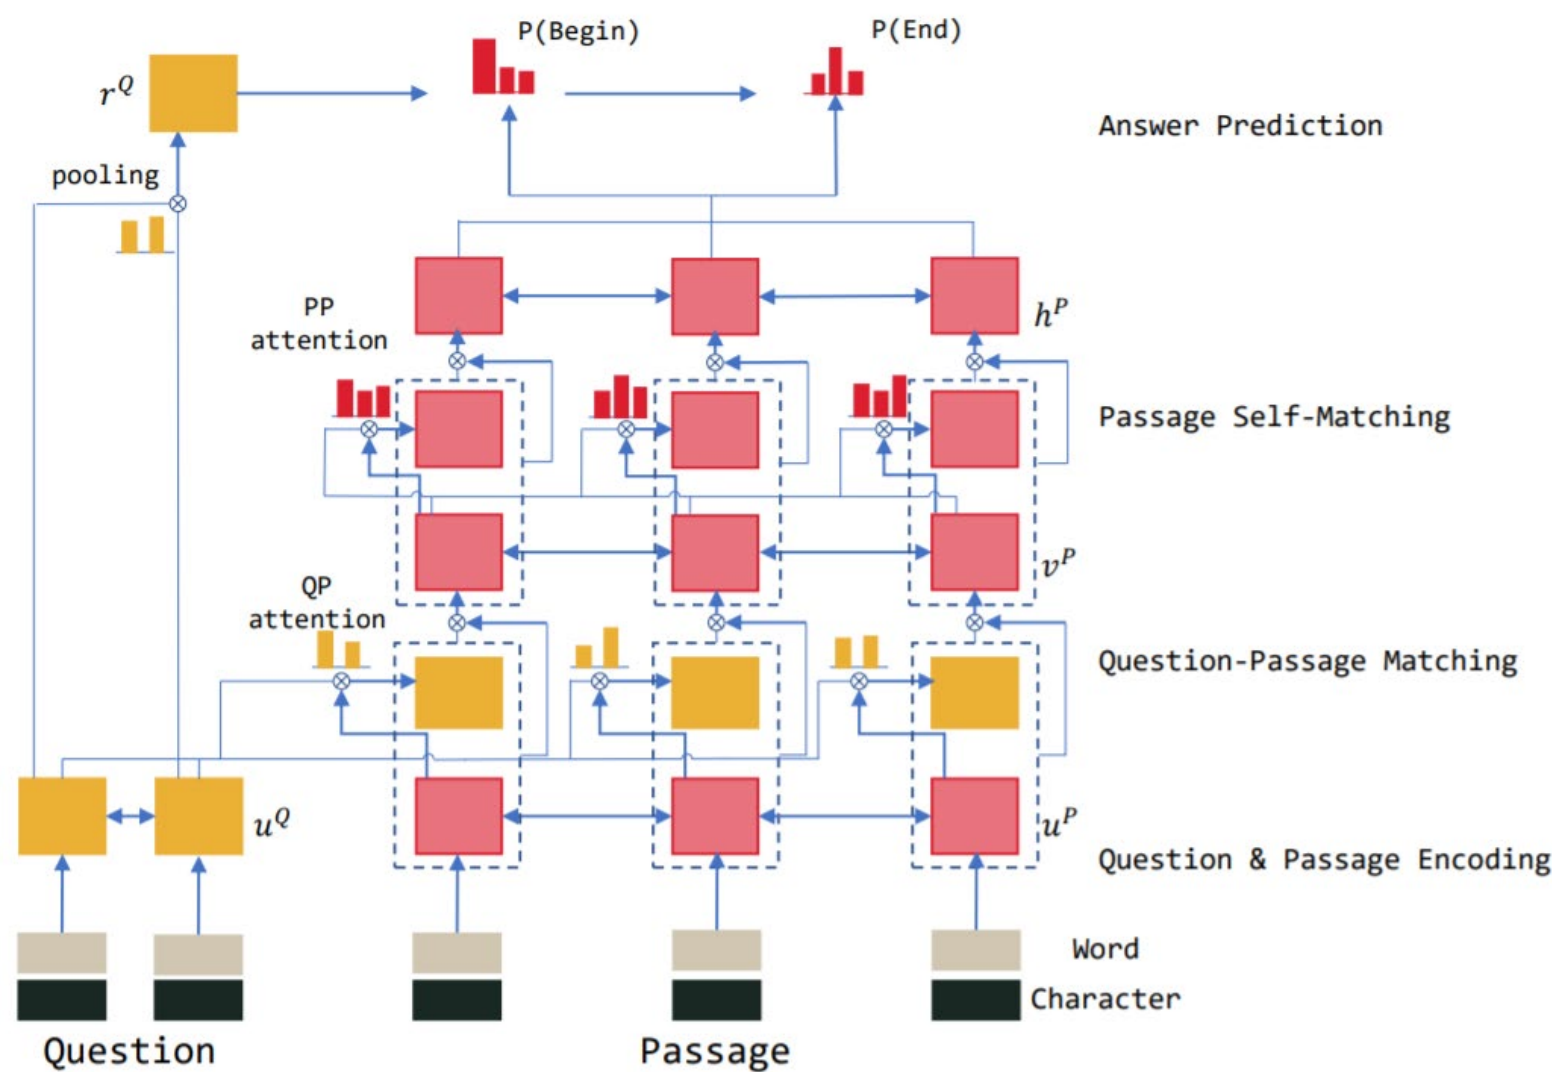 P(Begin)
P(End)
r^Q
Answer Prediction
pooling
PP
attention
h^P
Passage Self-Matching
v^P
QP
attention
Question-Passage Matching
u^Q
u^P
Question & Passage Encoding
Word
Character
Question
Passage